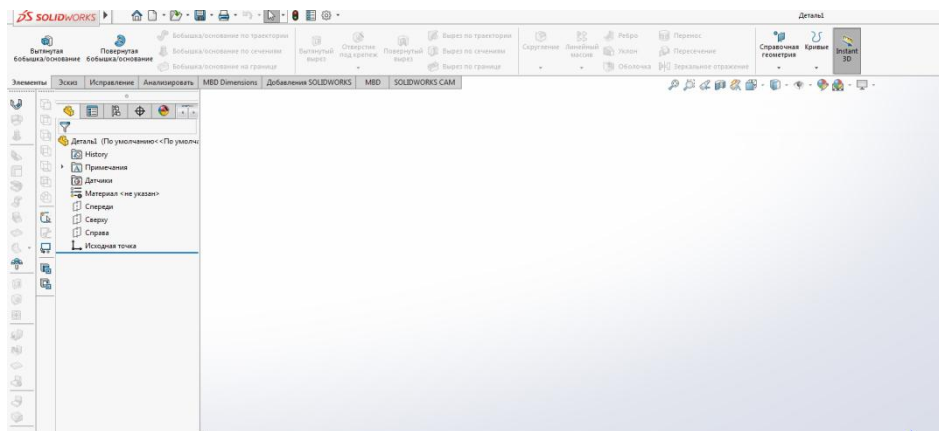 SOLIDWORKS
Деталь1
Вытянутая бобышка/основание
Повернутая бобышка/основание
Бобышка/основание по траектории
Бобышка/основание по сечениям
Бобышка/основание на границе
Вытянутый вырез
Отверстие под крепеж
Повернутый вырез
Вырез по траектории
Вырез по сечениям
Вырез по границе
Скругление
Линейный массив
Ребро
Уклон
Оболочка
Перенос
Пересечение
Зеркальное отражение
Справочная геометрия
Кривые
Instant 3D
Элементы Эскиз Исправление Анализировать MBD Dimensions Добавления SOLIDWORKS MBD SOLIDWORKS CAM
Деталь1 (По умолчанию<<По умолча
History
Примечания
Датчики
Материал <не указан>
Спереди
Сверху
Справа
Исходная точка